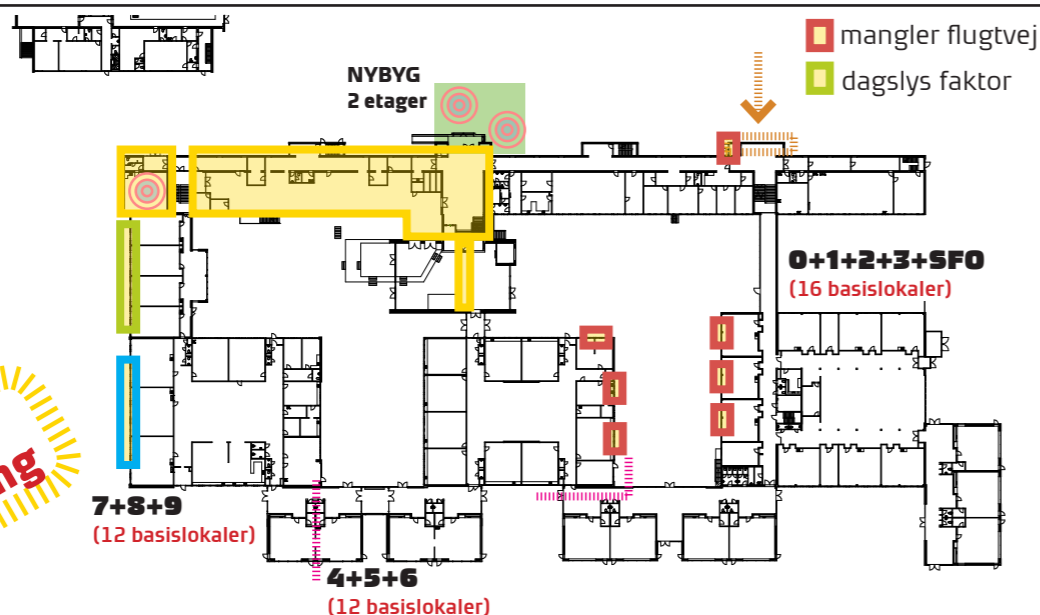 mangler flugtvej
dagslys faktor
NYBYG
2 etager
0+1+2+3+SFO
(16 basislokaler)
7+8+9
(12 basislokaler)
4+5+6
(12 basislokaler)